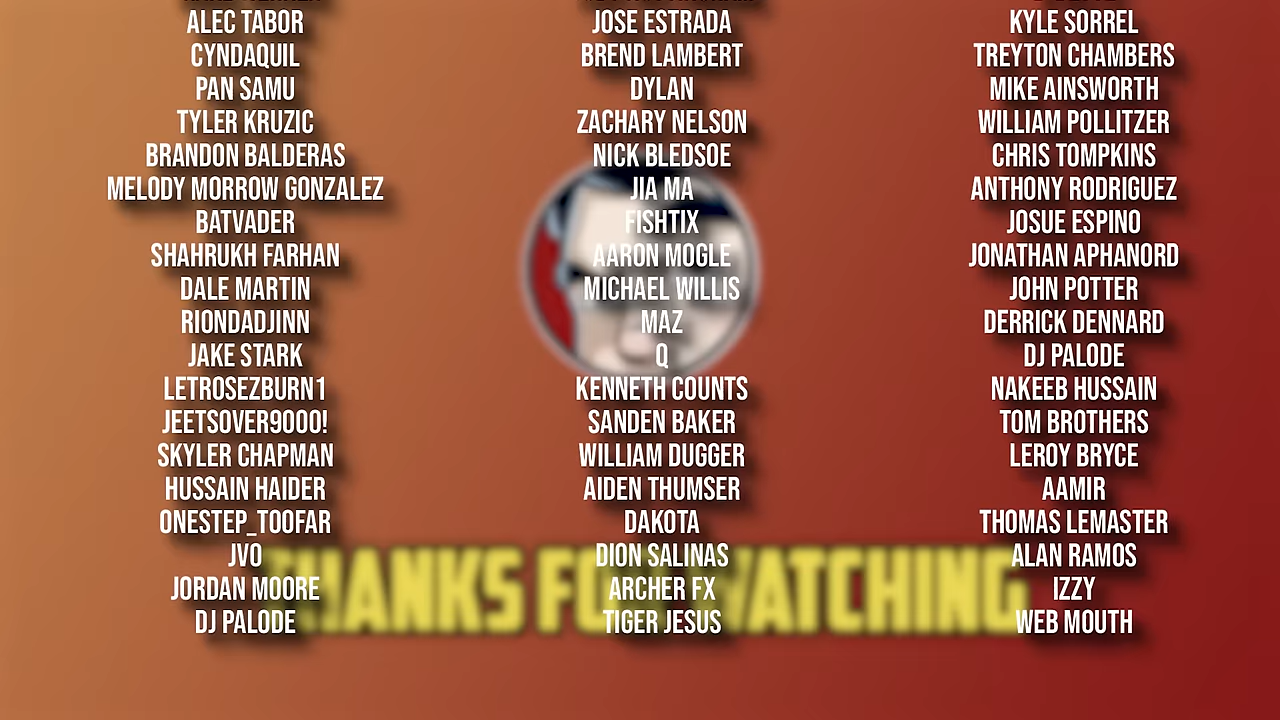 ALEC TABOR
CYNDAQUIL
PAN SAMU
TYLER KRUZIC
BRANDON BALDERAS
MELODY MORROW GONZALEZ
BATVADER
SHAHRUKH FARHAN
DALE MARTIN
RIONDADJINN
JAKE STARK
LETROSEZBURN1
JEETSOVER9000!
SKYLER CHAPMAN
HUSSAIN HAIDER
ONESTEP_TOOFAR
JVO
JORDAN MOORE
DJ PALODE
JOSE ESTRADA
BREND LAMBERT
DYLAN
ZACHARY NELSON
NICK BLEDSOE
JIA MA
FISHTIX
AARON MOGLE
MICHAEL WILLIS
MAZ
Q
KENNETH COUNTS
SANDEN BAKER
WILLIAM DUGGER
AIDEN THUMSER
DAKOTA
DION SALINAS
ARCHER FX
TIGER JESUS
KYLE SORREL
TREYTON CHAMBERS
MIKE AINSWORTH
WILLIAM POLLITZER
CHRIS TOMPKINS
ANTHONY RODRIGUEZ
JOSUE ESPINO
JONATHAN APHANORD
JOHN POTTER
DERRICK DENNARD
DJ PALODE
NAKEEB HUSSAIN
TOM BROTHERS
LEROY BRYCE
AAMIR
THOMAS LEMASTER
ALAN RAMOS
IZZY
WEB MOUTH
THANKS FOR WATCHING